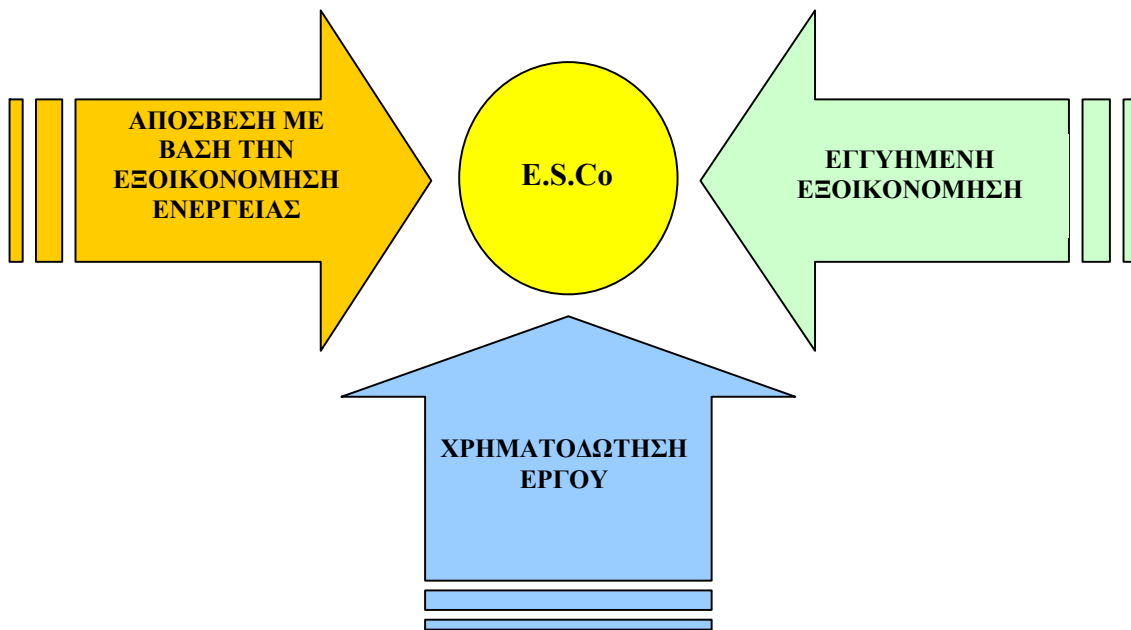 ΑΠΟΣΒΕΣΗ ΜΕ
ΒΑΣΗ ΤΗΝ
ΕΞΟΙΚΟΝΟΜΗΣΗ
ΕΝΕΡΓΕΙΑΣ
E.S.Co
ΕΓΓΥΗΜΕΝΗ
ΕΞΟΙΚΟΝΟΜΗΣΗ
ΧΡΗΜΑΤΟΔΩΤΗΣΗ
ΕΡΓΟΥ